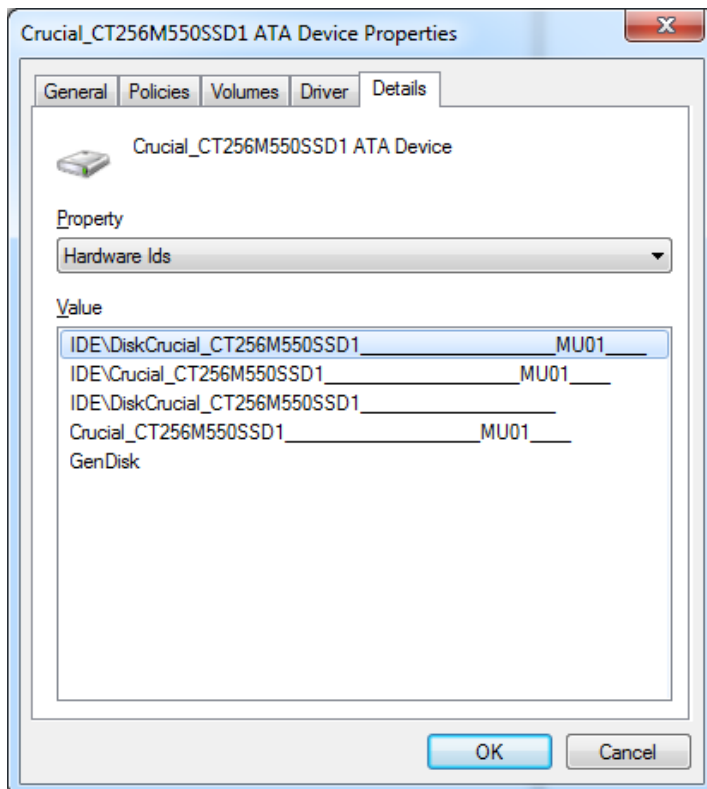 Crucial_CT256M550SSD1 ATA Device Properties
General Policies Volumes Driver Details
Crucial_CT256M550SSD1 ATA Device
Property
Hardware Ids
Value
IDE\DiskCrucial_CT256M550SSD1____________________MU01____
IDE\Crucial_CT256M550SSD1____________________MU01____
IDE\DiskCrucial_CT256M550SSD1____________________
Crucial_CT256M550SSD1____________________MU01____
GenDisk
OK Cancel